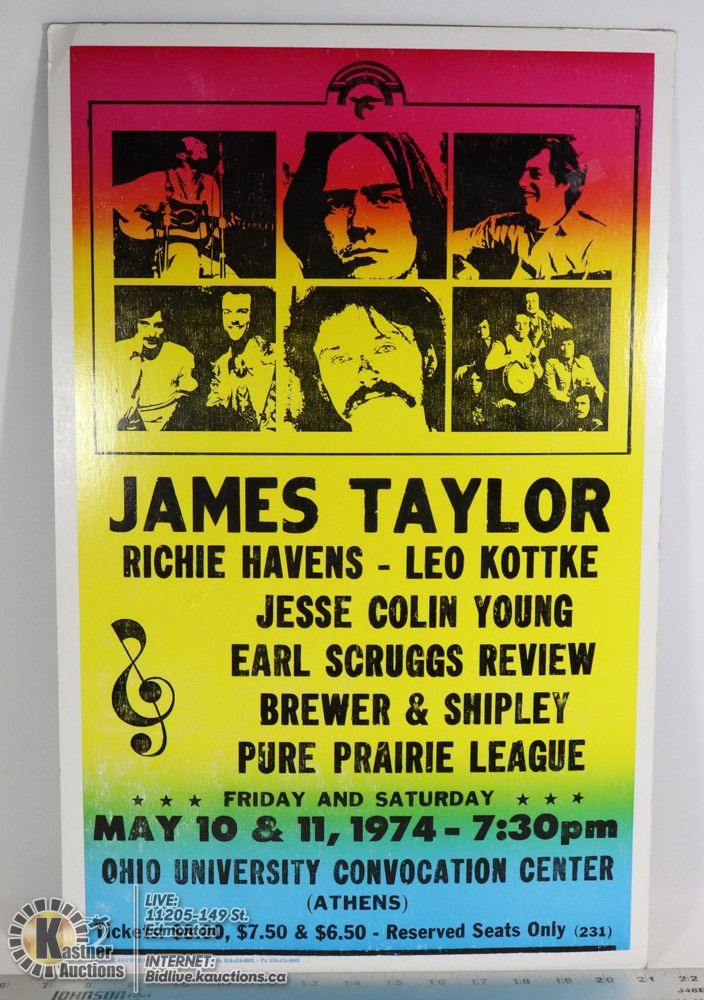 JAMES TAYLOR
RICHIE HAVENS - LEO KOTTKE
JESSE COLIN YOUNG
EARL SCRUGGS REVIEW
BREWER & SHIPLEY
PURE PRAIRIE LEAGUE
★ ★ ★ FRIDAY AND SATURDAY ★ ★ ★
MAY 10 & 11, 1974 - 7:30pm
OHIO UNIVERSITY CONVOCATION CENTER
(ATHENS)
Tickets $7.50 & $6.50 - Reserved Seats Only (231)
LIVE:
11205-149 St.
Edmonton
INTERNET:
Bidlive.kauctions.ca
K
Kastner
Auctions
JOHNSON